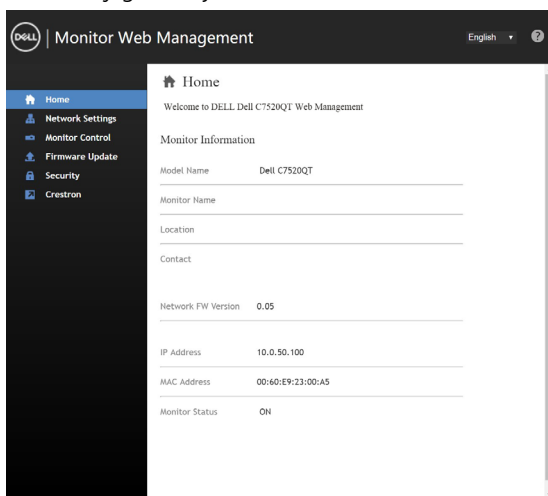 DELL | Monitor Web Management
English
?
Home
Network Settings
Monitor Control
Firmware Update
Security
Crestron
Home
Welcome to DELL Dell C7520QT Web Management
Monitor Information
Model Name Dell C7520QT
Monitor Name
Location
Contact
Network FW Version 0.05
IP Address 10.0.50.100
MAC Address 00:60:E9:23:00:A5
Monitor Status ON